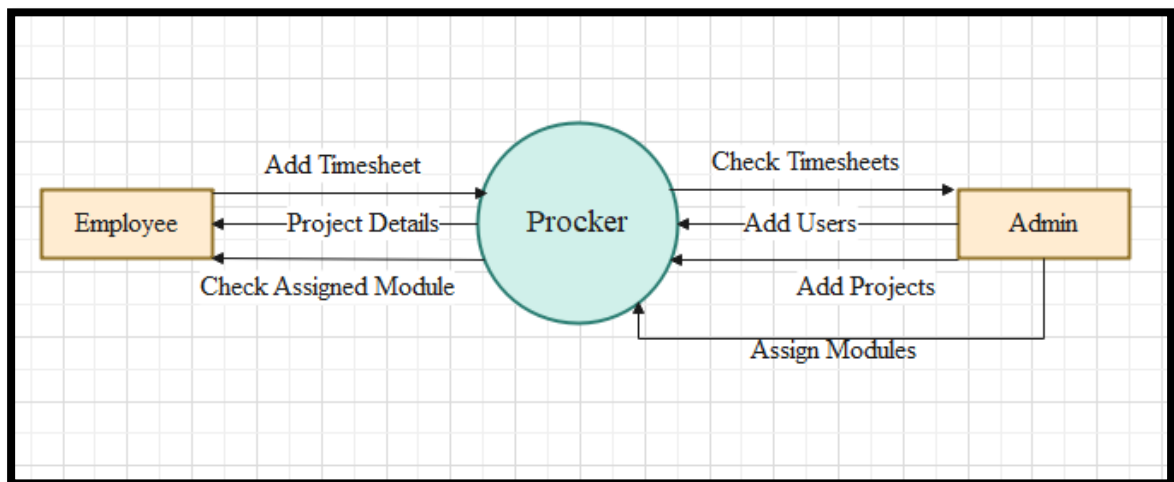 Add Timesheet
Check Timesheets
Employee
Project Details
Procker
Add Users
Admin
Check Assigned Module
Add Projects
Assign Modules